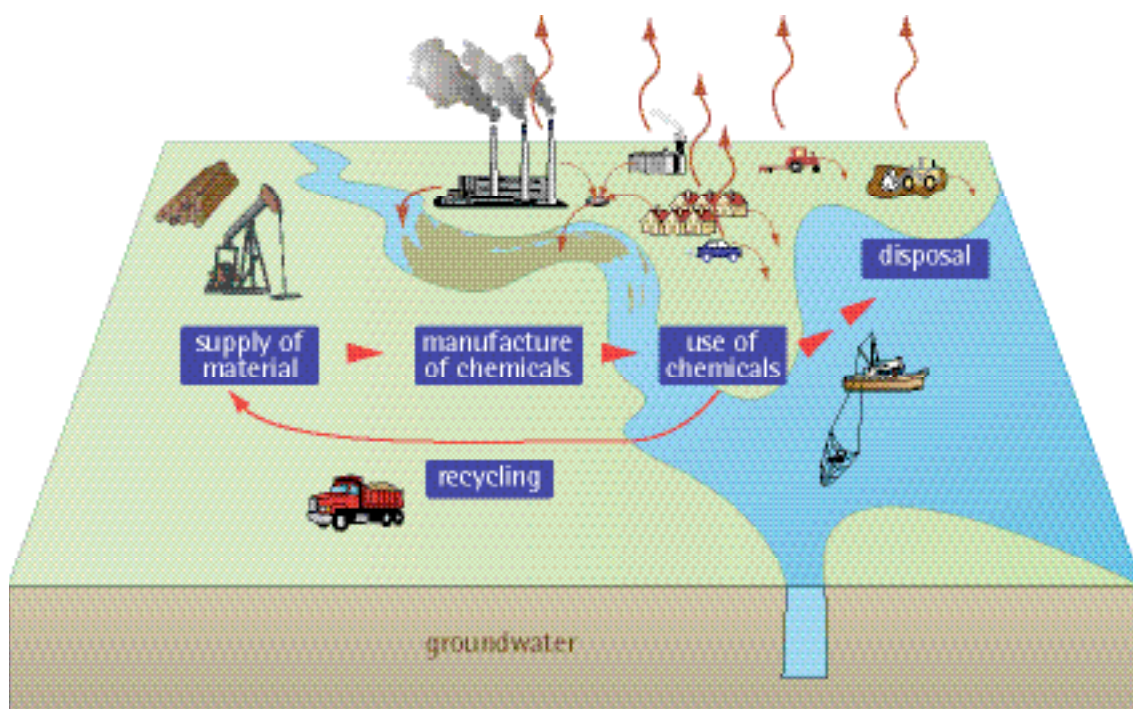 disposal
supply of
material
manufacture
of chemicals
use of
chemicals
recycling
groundwater